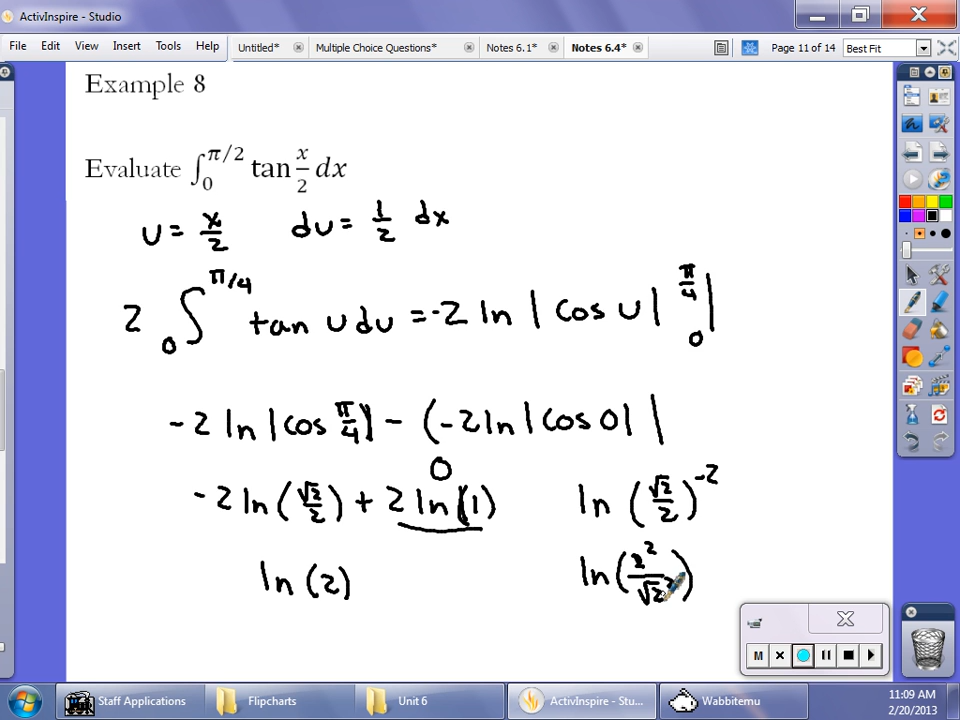 ActivInspire - Studio
File Edit View Insert Tools Help Untitled* Multiple Choice Questions* Notes 6.1* Notes 6.4* Page 11 of 14 Best Fit
Example 8
Evaluate ∫₀^{π/2} tan x/2 dx
u = x/2 du = 1/2 dx
2 ∫₀^{π/4} tan u du = -2 ln |cos u| |₀^{π/4}
-2 ln |cos π/4| - (-2 ln |cos 0| |
0
-2 ln (√2/2) + 2 ln (1) ln (√2/2)^-2
ln (2) ln (2²/√2²)
M
Staff Applications Flipcharts Unit 6 ActivInspire - Stu... Wabbitemu 11:09 AM
2/20/2013